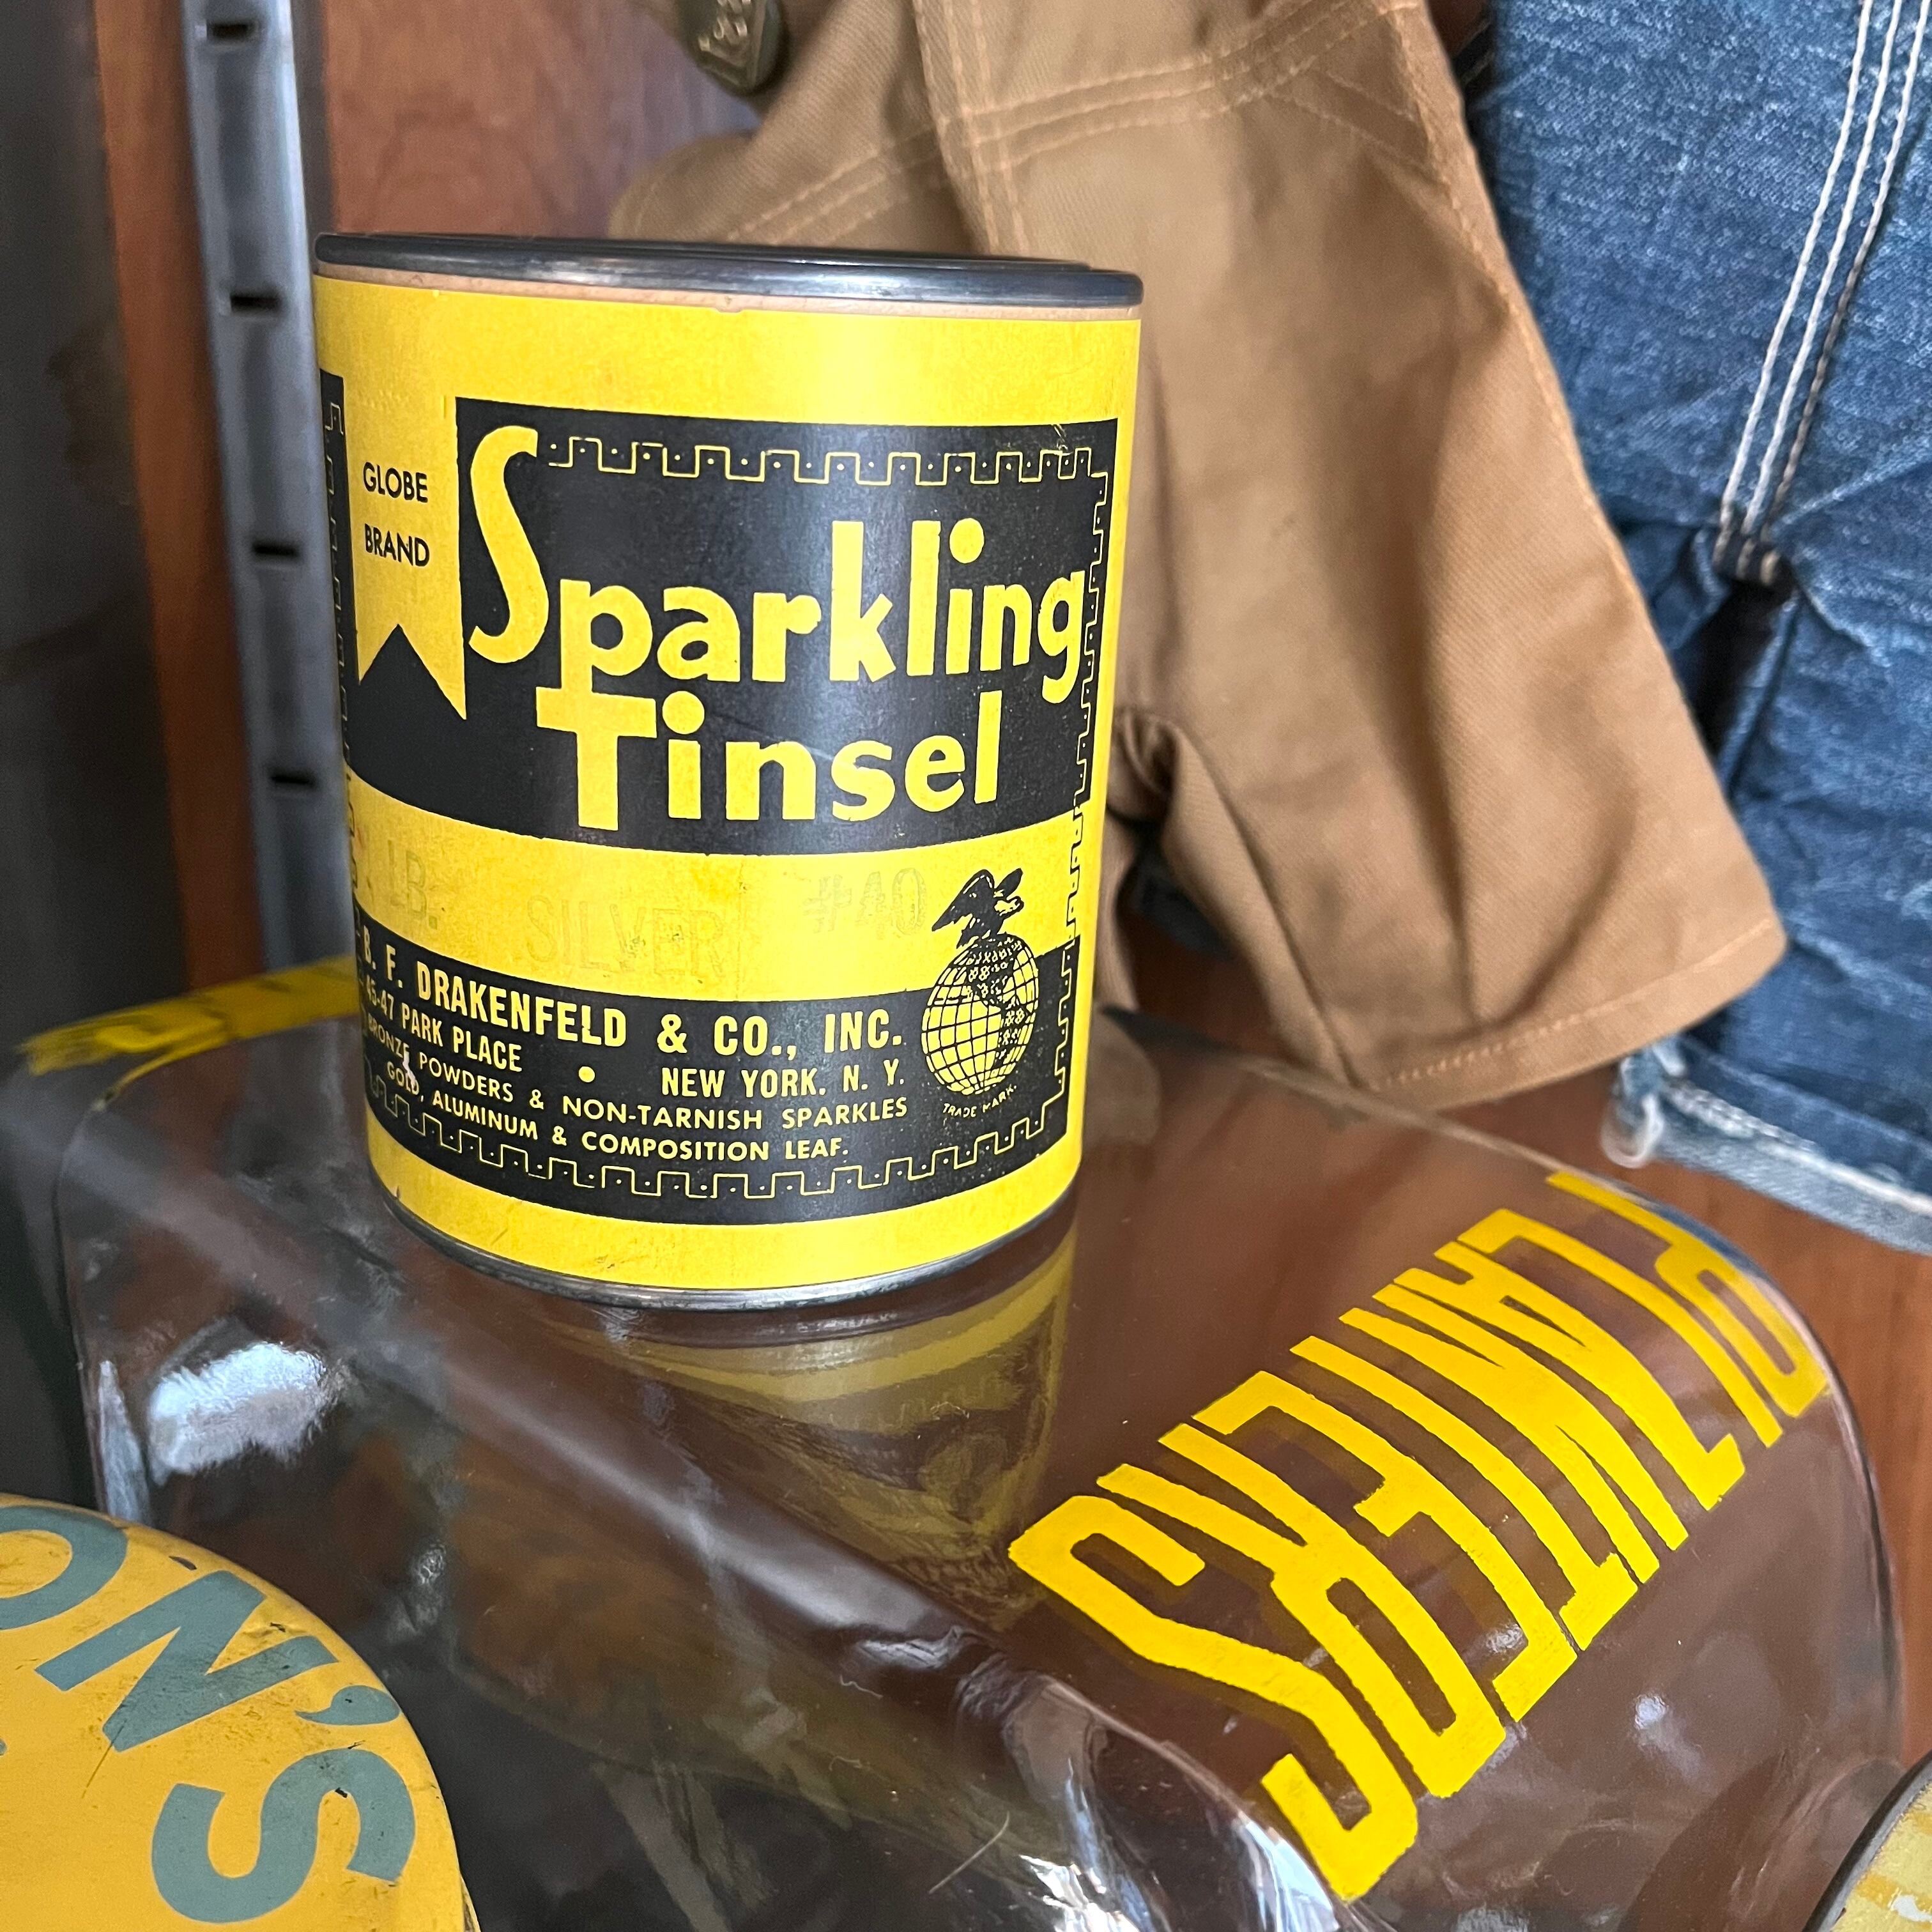 GLOBE
BRAND
Sparkling
Tinsel
LB. SILVER #40
B. F. DRAKENFELD & CO., INC.
45-47 PARK PLACE • NEW YORK. N. Y.
BRONZE POWDERS & NON-TARNISH SPARKLES
GOLD, ALUMINUM & COMPOSITION LEAF.
TRADE MARK.
PLANTERS
ON'S